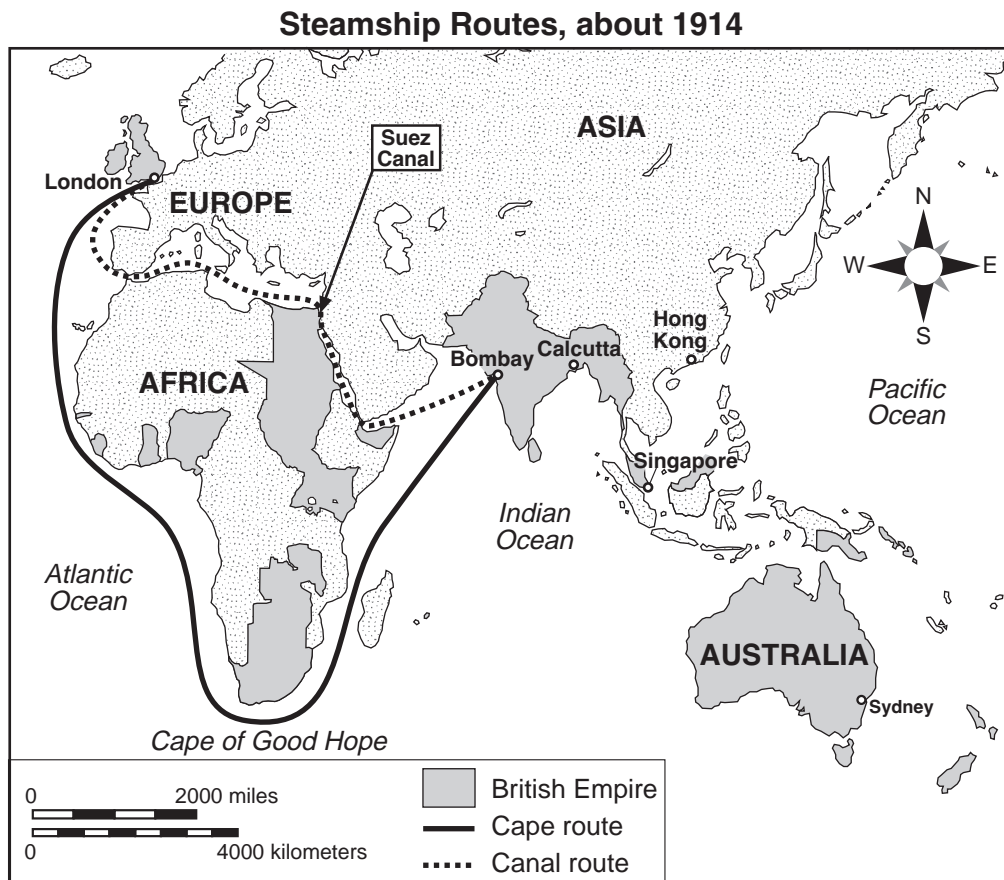 Steamship Routes, about 1914
ASIA
Suez
Canal
London
EUROPE
N
W
E
S
Hong
Kong
Bombay
Calcutta
AFRICA
Pacific
Ocean
Singapore
Indian
Ocean
Atlantic
Ocean
AUSTRALIA
Sydney
Cape of Good Hope
0 2000 miles
0 4000 kilometers
British Empire
Cape route
Canal route